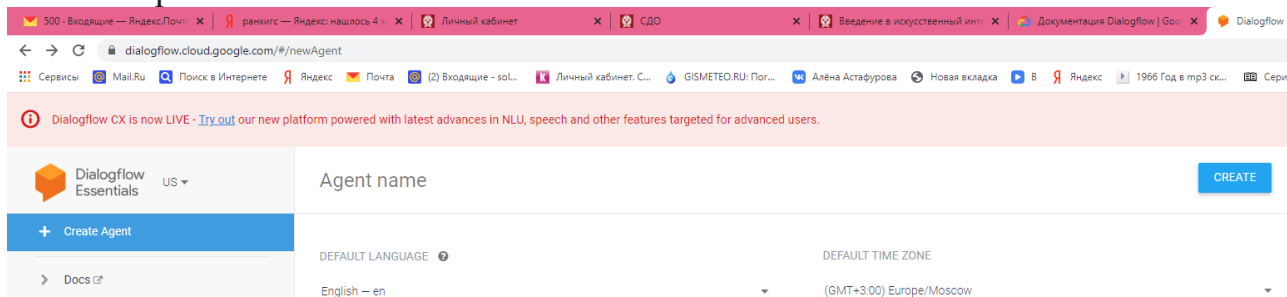 500 · Входящие — Яндекс.Почта
ранхигс — Яндекс: нашлось 4 м
Личный кабинет
СДО
Введение в искусственный инте
Документация Dialogflow | Goo
Dialogflow
dialogflow.cloud.google.com/#/newAgent
Сервисы
Mail.Ru
Поиск в Интернете
Яндекс
Почта
(2) Входящие - sol...
Личный кабинет. С...
GISMETEO.RU: Пог...
Алёна Астафурова
Новая вкладка
В
Яндекс
1966 Год в mp3 ск...
Сери
Dialogflow CX is now LIVE - Try out our new platform powered with latest advances in NLU, speech and other features targeted for advanced users.
Dialogflow
Essentials
US
Agent name
CREATE
+ Create Agent
DEFAULT LANGUAGE
DEFAULT TIME ZONE
Docs
English — en
(GMT+3:00) Europe/Moscow